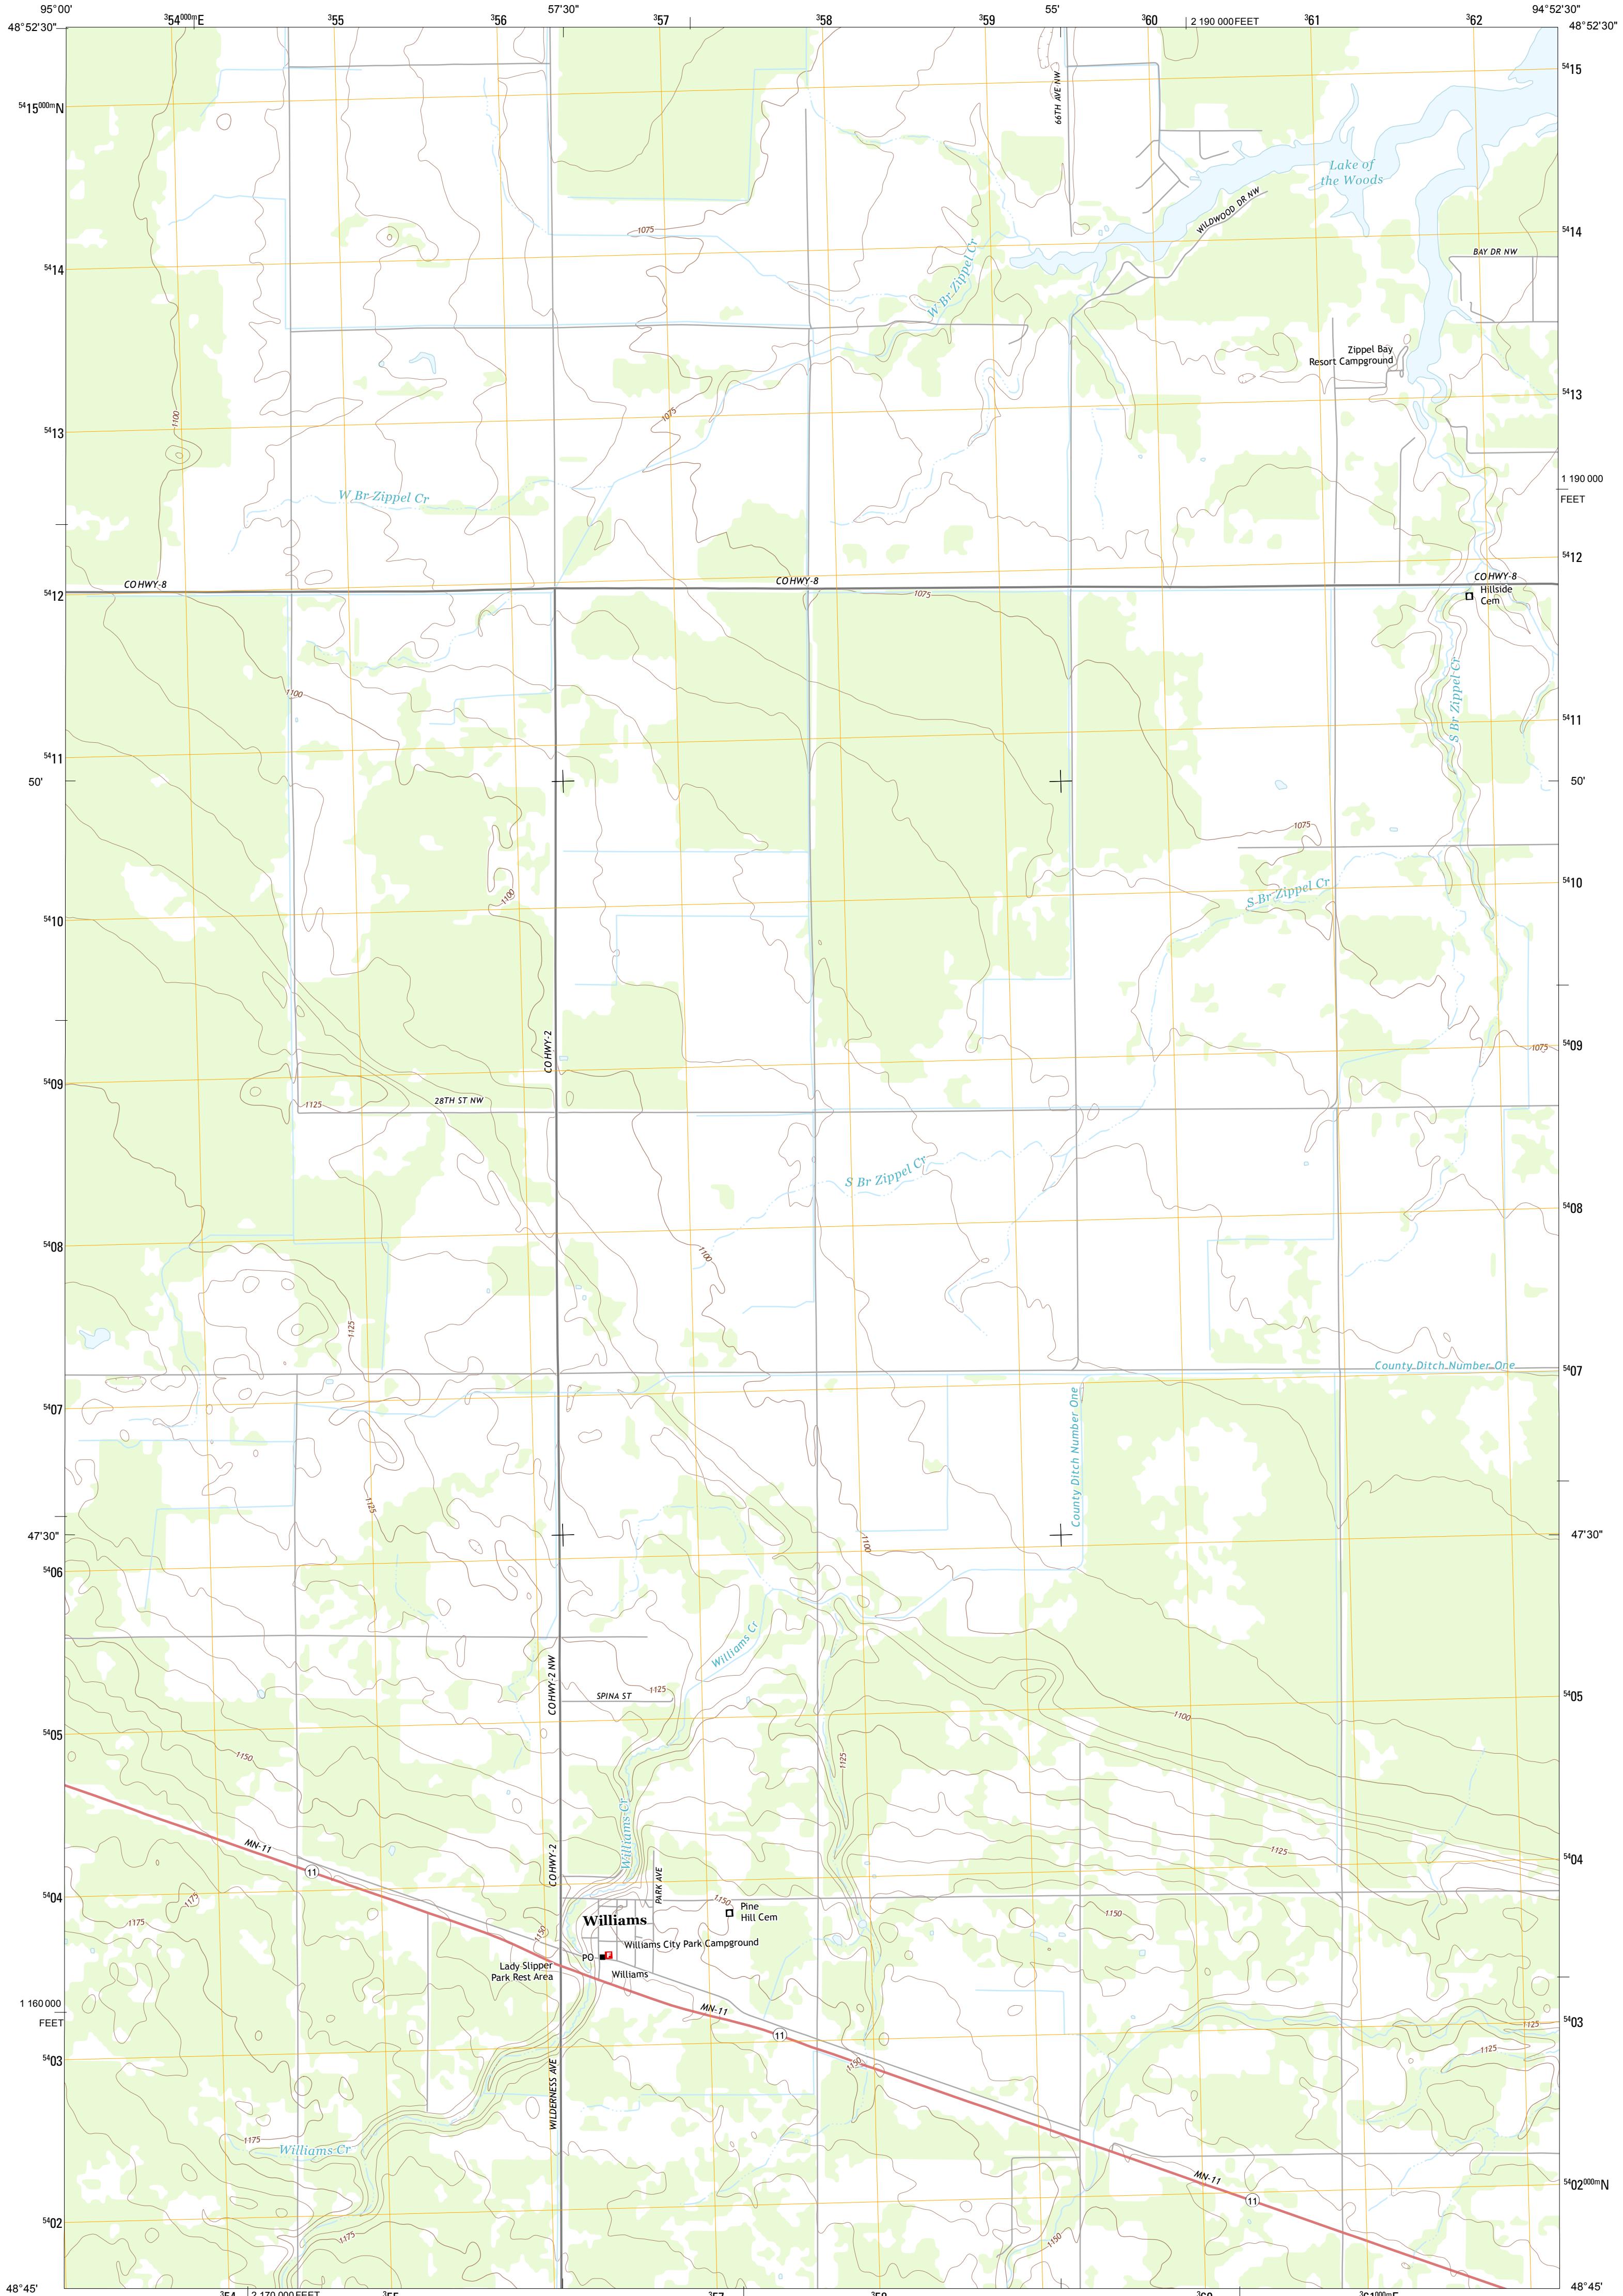 95°00'
³54⁰⁰⁰ᵐE
³55
³56
57'30"
³57
³58
³59
55'
³60
2 190 000 FEET
³61
³62
94°52'30"
48°52'30"
48°52'30"
⁵⁴15
⁵⁴15⁰⁰⁰ᵐN
66TH AVE NW
Lake of
the Woods
WILDWOOD DR NW
⁵⁴14
1075
BAY DR NW
⁵⁴14
W Br Zippel Cr
Zippel Bay
Resort Campground
⁵⁴13
1100
1075
⁵⁴13
1 190 000
FEET
W Br Zippel Cr
⁵⁴12
CO HWY-8
CO HWY-8
CO HWY-8
⁵⁴12
1075
Hillside
Cem
1100
S Br Zippel Cr
⁵⁴11
⁵⁴11
50'
50'
1075
⁵⁴10
S Br Zippel Cr
1100
⁵⁴10
CO HWY-2
⁵⁴09
1075
⁵⁴09
28TH ST NW
1125
S Br Zippel Cr
⁵⁴08
⁵⁴08
1100
1125
County Ditch Number One
⁵⁴07
⁵⁴07
County Ditch Number One
1125
47'30"
47'30"
1100
⁵⁴06
Williams Cr
CO HWY-2 NW
1125
SPINA ST
⁵⁴05
1100
⁵⁴05
1150
1125
Williams Cr
MN-11
11
CO HWY-2
1125
⁵⁴04
PARK AVE
⁵⁴04
1175
1150
Pine
Hill Cem
1150
1175
1150
Williams
Williams City Park Campground
PO
Lady Slipper
Park Rest Area
Williams
1 160 000
FEET
MN-11
11
⁵⁴03
1125
1125
⁵⁴03
1150
WILDERNESS AVE
1175
Williams Cr
MN-11
11
⁵⁴02⁰⁰⁰ᵐN
⁵⁴02
1175
1150
48°45'
48°45'
³54
2 170 000 FEET
³61⁰⁰⁰ᵐE